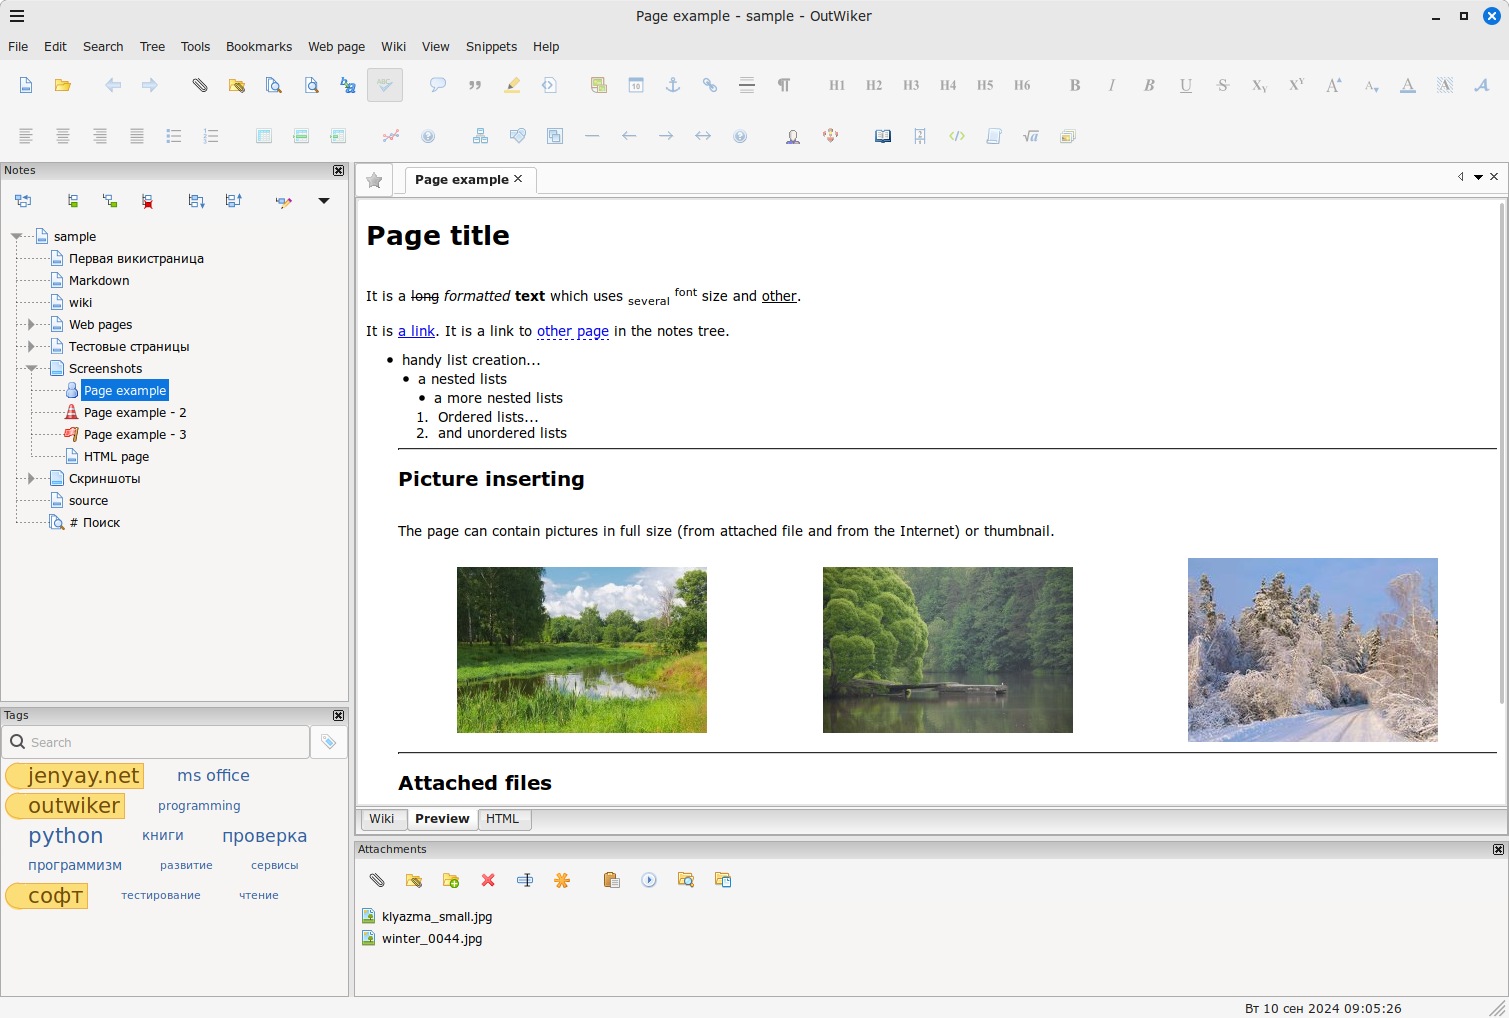 Page example - sample - OutWiker
File Edit Search Tree Tools Bookmarks Web page Wiki View Snippets Help
H1 H2 H3 H4 H5 H6 B I B U S
Notes
sample
Первая викистраница
Markdown
wiki
Web pages
Тестовые страницы
Screenshots
Page example
Page example - 2
Page example - 3
HTML page
Скриншоты
source
# Поиск
Tags
Search
jenyay.net ms office
outwiker programming
python книги проверка
программизм развитие сервисы
софт тестирование чтение
Page example
Page title
It is a long formatted text which uses several font size and other.
It is a link. It is a link to other page in the notes tree.
• handy list creation...
• a nested lists
• a more nested lists
1. Ordered lists...
2. and unordered lists
Picture inserting
The page can contain pictures in full size (from attached file and from the Internet) or thumbnail.
Attached files
Wiki Preview HTML
Attachments
klyazma_small.jpg
winter_0044.jpg
Вт 10 сен 2024 09:05:26